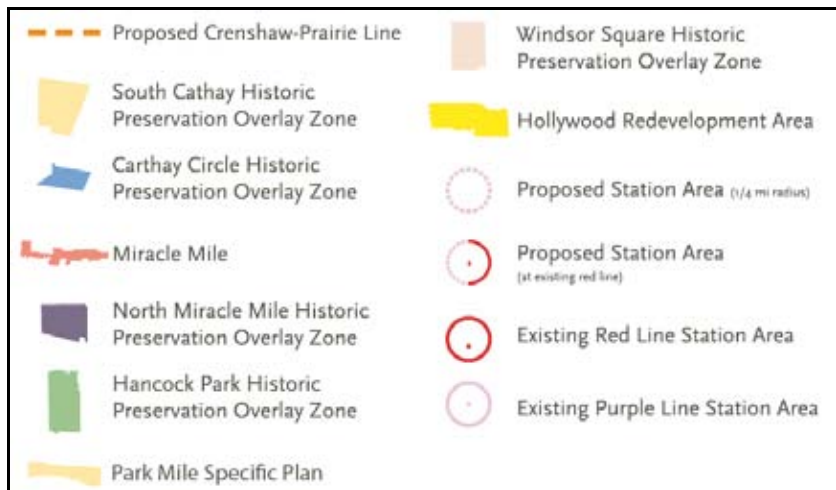 Proposed Crenshaw-Prairie Line
South Cathay Historic
Preservation Overlay Zone
Carthay Circle Historic
Preservation Overlay Zone
Miracle Mile
North Miracle Mile Historic
Preservation Overlay Zone
Hancock Park Historic
Preservation Overlay Zone
Park Mile Specific Plan
Windsor Square Historic
Preservation Overlay Zone
Hollywood Redevelopment Area
Proposed Station Area (1/4 mi radius)
Proposed Station Area
(at existing red line)
Existing Red Line Station Area
Existing Purple Line Station Area